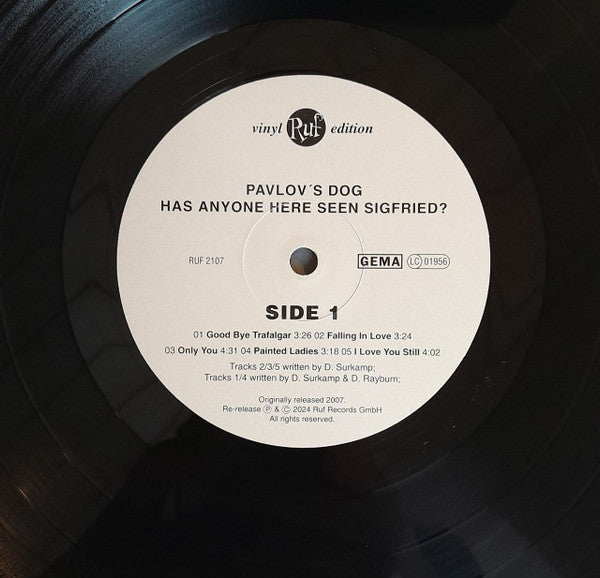 vinyl Ruf edition
PAVLOV´S DOG
HAS ANYONE HERE SEEN SIGFRIED?
RUF 2107 GEMA LC 01956
SIDE 1
01 Good Bye Trafalgar 3:26 02 Falling In Love 3:24
03 Only You 4:31 04 Painted Ladies 3:18 05 I Love You Still 4:02
Tracks 2/3/5 written by D. Surkamp;
Tracks 1/4 written by D. Surkamp & D. Rayburn;
Originally released 2007.
Re-release Ⓟ & © 2024 Ruf Records GmbH
All rights reserved.